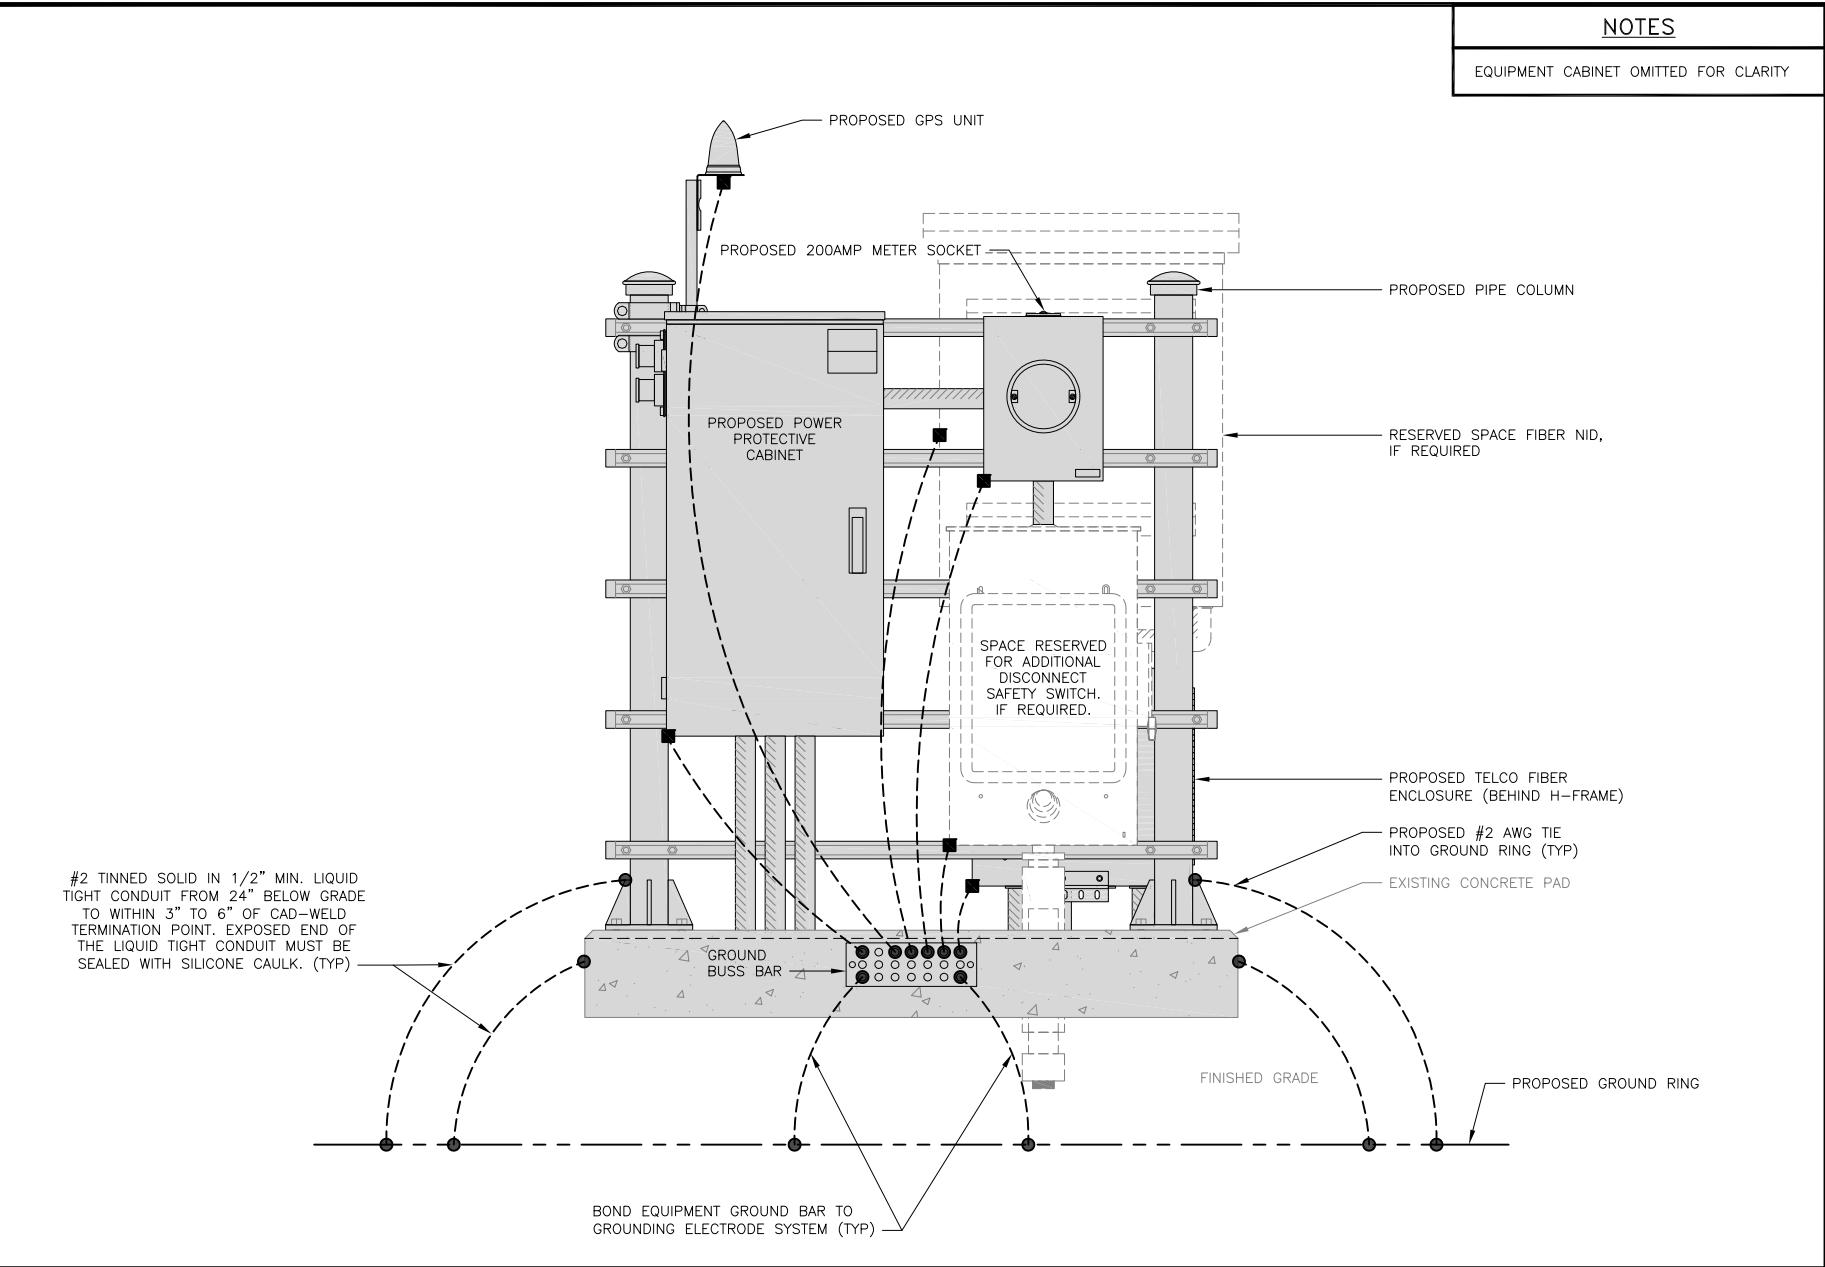 NOTES
EQUIPMENT CABINET OMITTED FOR CLARITY
PROPOSED GPS UNIT
PROPOSED 200AMP METER SOCKET
PROPOSED PIPE COLUMN
PROPOSED POWER
PROTECTIVE
CABINET
RESERVED SPACE FIBER NID,
IF REQUIRED
SPACE RESERVED
FOR ADDITIONAL
DISCONNECT
SAFETY SWITCH.
IF REQUIRED.
PROPOSED TELCO FIBER
ENCLOSURE (BEHIND H-FRAME)
PROPOSED #2 AWG TIE
INTO GROUND RING (TYP)
EXISTING CONCRETE PAD
#2 TINNED SOLID IN 1/2" MIN. LIQUID
TIGHT CONDUIT FROM 24" BELOW GRADE
TO WITHIN 3" TO 6" OF CAD-WELD
TERMINATION POINT. EXPOSED END OF
THE LIQUID TIGHT CONDUIT MUST BE
SEALED WITH SILICONE CAULK. (TYP)
GROUND
BUSS BAR
FINISHED GRADE
PROPOSED GROUND RING
BOND EQUIPMENT GROUND BAR TO
GROUNDING ELECTRODE SYSTEM (TYP)